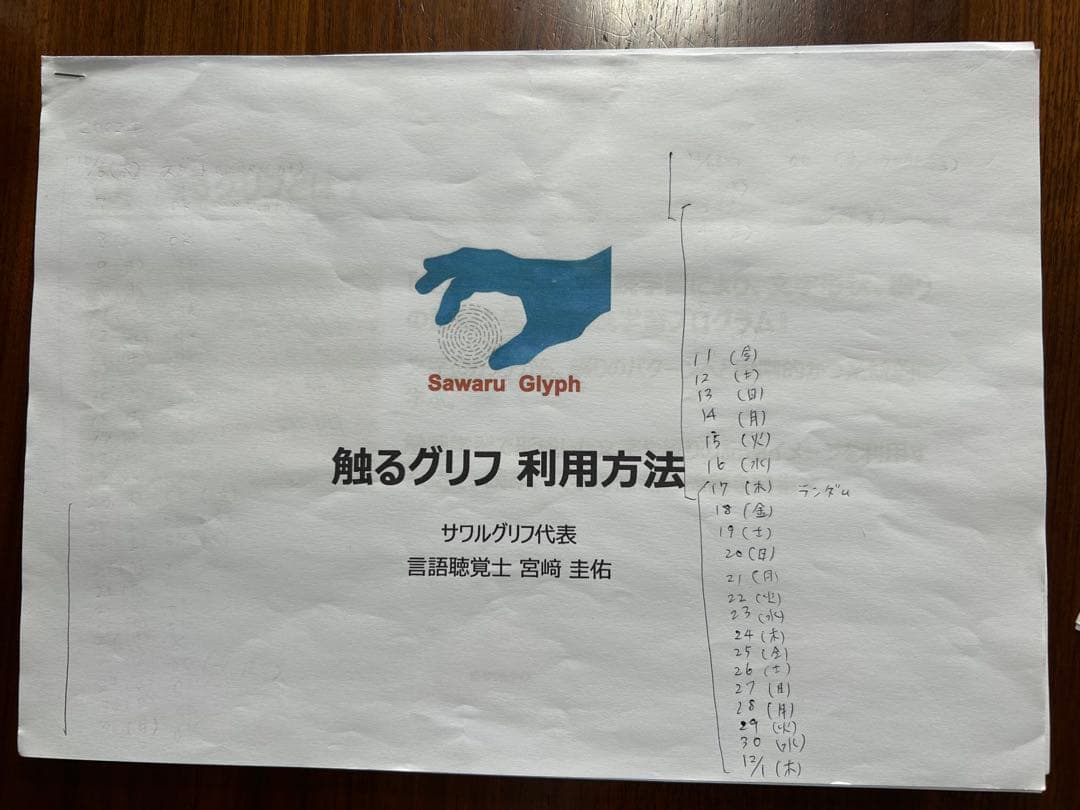 Sawaru Glyph
触るグリフ 利用方法
サワルグリフ代表
言語聴覚士 宮﨑 圭佑
11 (金)
12 (土)
13 (日)
14 (月)
15 (火)
16 (水)
17 (木) ランダム
18 (金)
19 (土)
20 (日)
21 (月)
22 (火)
23 (水)
24 (木)
25 (金)
26 (土)
27 (日)
28 (月)
29 (火)
30 (水)
12/1 (木)